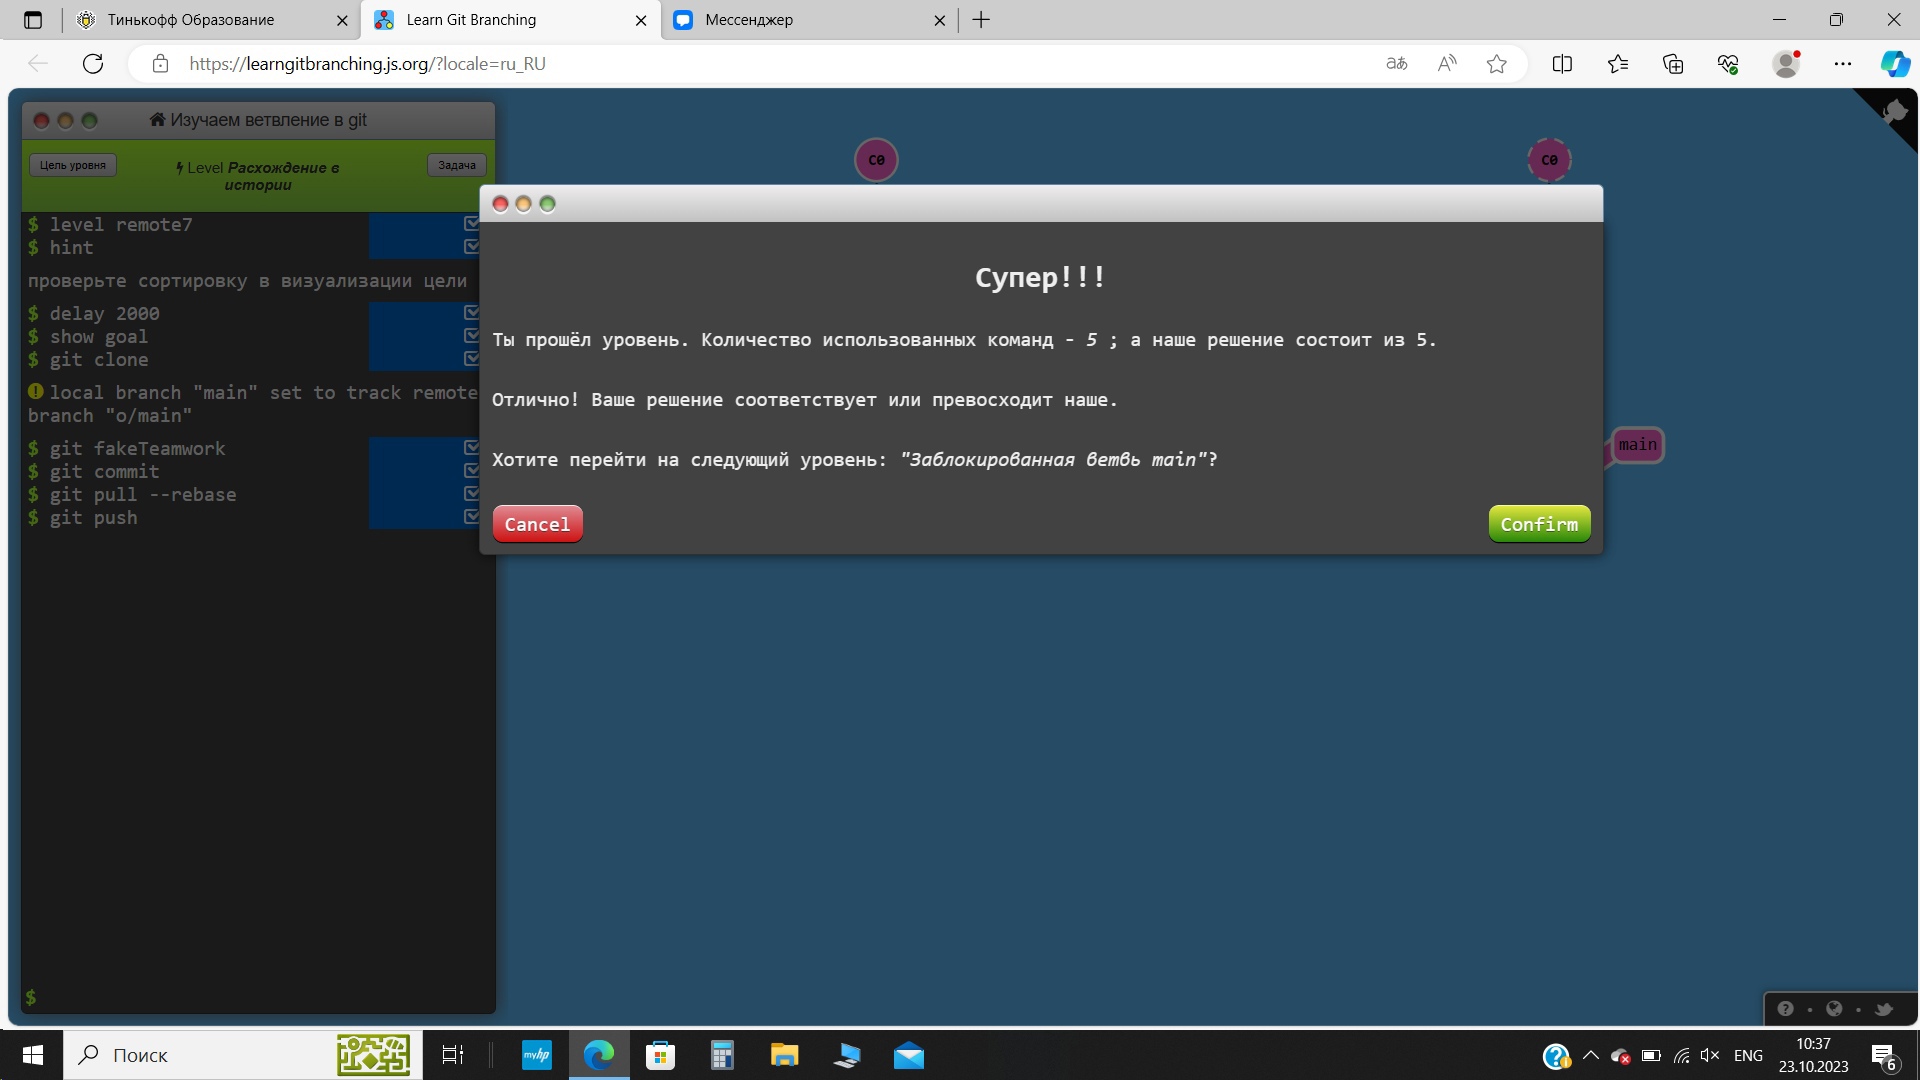 Тинькофф Образование
Learn Git Branching
Мессенджер
https://learngitbranching.js.org/?locale=ru_RU
Изучаем ветвление в git
Цель уровня
Level Расхождение в
истории
Задача
$ level remote7
$ hint
проверьте сортировку в визуализации цели
$ delay 2000
$ show goal
$ git clone
local branch "main" set to track remote
branch "o/main"
$ git fakeTeamwork
$ git commit
$ git pull --rebase
$ git push
$
C0
C0
main
Супер!!!
Ты прошёл уровень. Количество использованных команд - 5 ; а наше решение состоит из 5.
Отлично! Ваше решение соответствует или превосходит наше.
Хотите перейти на следующий уровень: "Заблокированная ветвь main"?
Cancel
Confirm
Поиск
myhp
ENG
10:37
23.10.2023
6